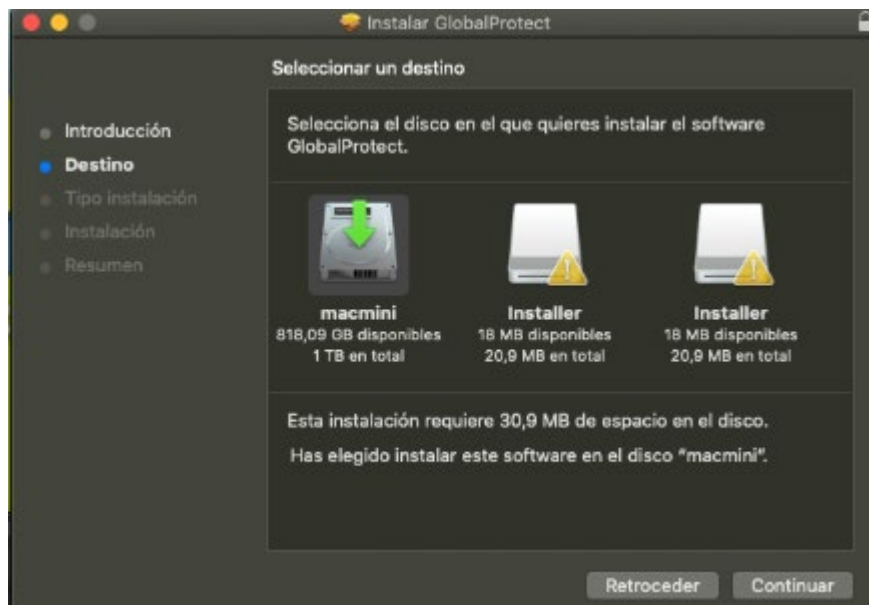 Instalar GlobalProtect
Seleccionar un destino
Introducción
Destino
Tipo instalación
Instalación
Resumen
Selecciona el disco en el que quieres instalar el software
GlobalProtect.
macmini
818,09 GB disponibles
1 TB en total
Installer
18 MB disponibles
20,9 MB en total
Installer
18 MB disponibles
20,9 MB en total
Esta instalación requiere 30,9 MB de espacio en el disco.
Has elegido instalar este software en el disco "macmini".
Retroceder
Continuar